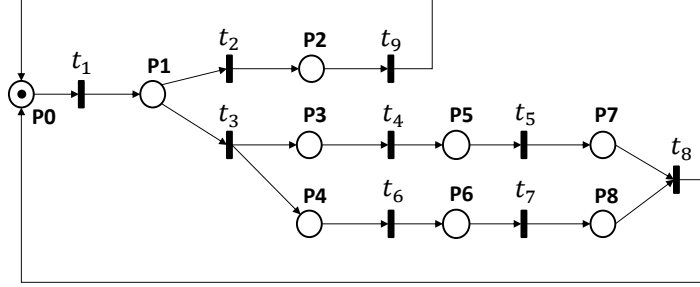 t₂ P2 t₉
t₁ P1
P0
t₃ P3 t₄ P5 t₅ P7
t₈
P4 t₆ P6 t₇ P8